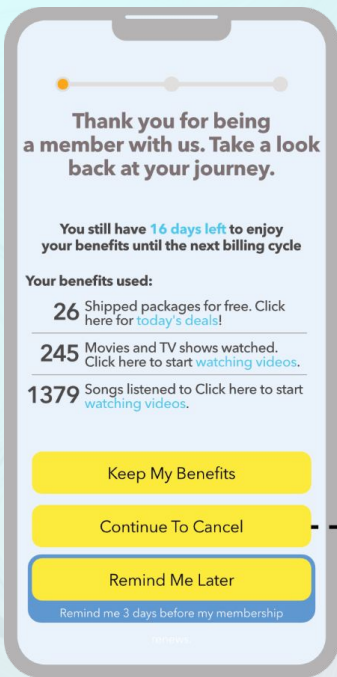 Thank you for being
a member with us. Take a look
back at your journey.
You still have 16 days left to enjoy
your benefits until the next billing cycle
Your benefits used:
26 Shipped packages for free. Click
here for today's deals!
245 Movies and TV shows watched.
Click here to start watching videos.
1379 Songs listened to Click here to start
watching videos.
Keep My Benefits
Continue To Cancel
Remind Me Later
Remind me 3 days before my membership
renews